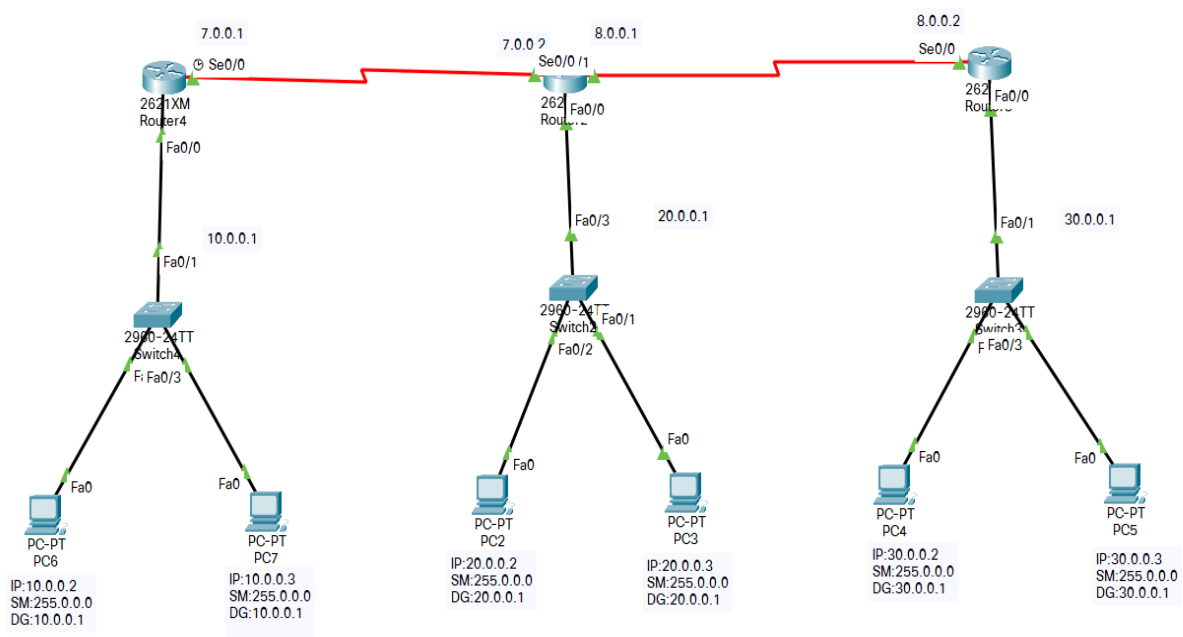 7.0.0.1
Se0/0
2621XM
Router4
Fa0/0
10.0.0.1
Fa0/1
2960-24TT
Switch4
Fa0/3
Fa0
Fa0
PC-PT
PC6
IP:10.0.0.2
SM:255.0.0.0
DG:10.0.0.1
PC-PT
PC7
IP:10.0.0.3
SM:255.0.0.0
DG:10.0.0.1
7.0.0.2
8.0.0.1
Se0/0
/1
262
Fa0/0
Fa0/3
20.0.0.1
2960-24TT
Switch2
Fa0/1
Fa0/2
Fa0
Fa0
PC-PT
PC2
IP:20.0.0.2
SM:255.0.0.0
DG:20.0.0.1
PC-PT
PC3
IP:20.0.0.3
SM:255.0.0.0
DG:20.0.0.1
8.0.0.2
Se0/0
262
Fa0/0
Fa0/1
30.0.0.1
2960-24TT
Switch3
Fa0/3
Fa0
Fa0
PC-PT
PC4
IP:30.0.0.2
SM:255.0.0.0
DG:30.0.0.1
PC-PT
PC5
IP:30.0.0.3
SM:255.0.0.0
DG:30.0.0.1